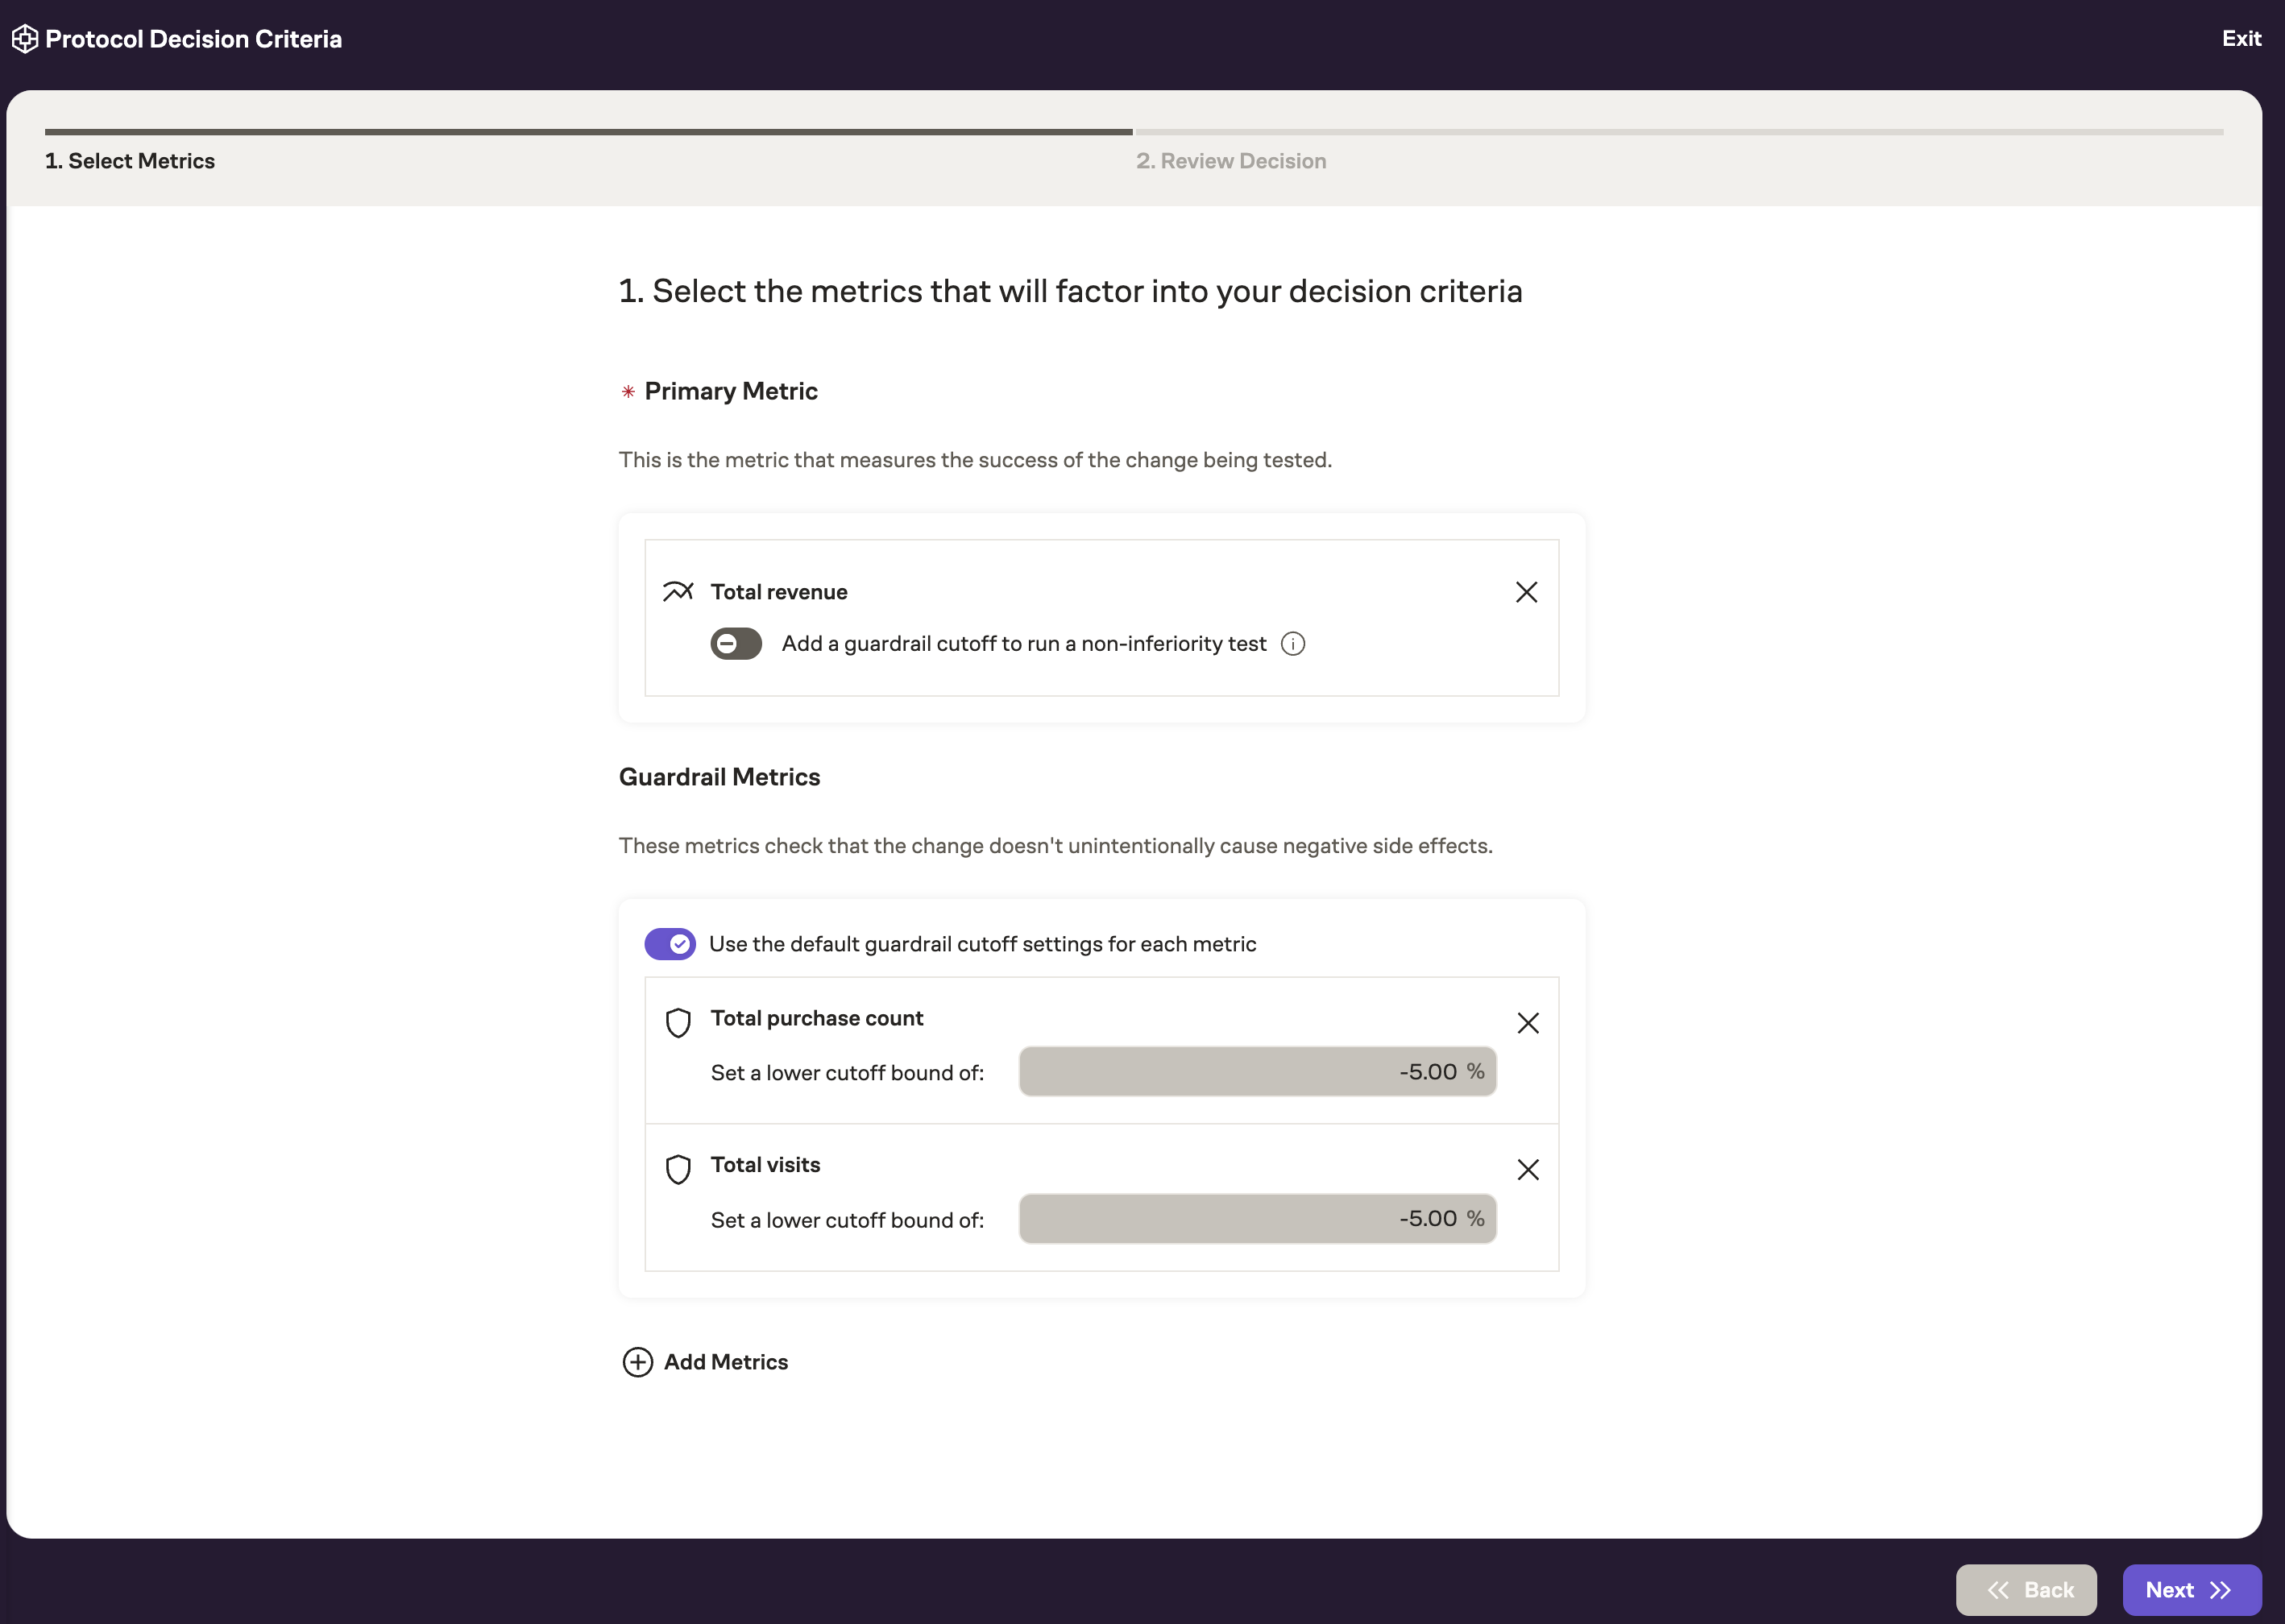 Protocol Decision Criteria
Exit
1. Select Metrics
2. Review Decision
1. Select the metrics that will factor into your decision criteria
* Primary Metric
This is the metric that measures the success of the change being tested.
Total revenue
Add a guardrail cutoff to run a non-inferiority test
Guardrail Metrics
These metrics check that the change doesn't unintentionally cause negative side effects.
Use the default guardrail cutoff settings for each metric
Total purchase count
Set a lower cutoff bound of: -5.00 %
Total visits
Set a lower cutoff bound of: -5.00 %
Add Metrics
Back
Next